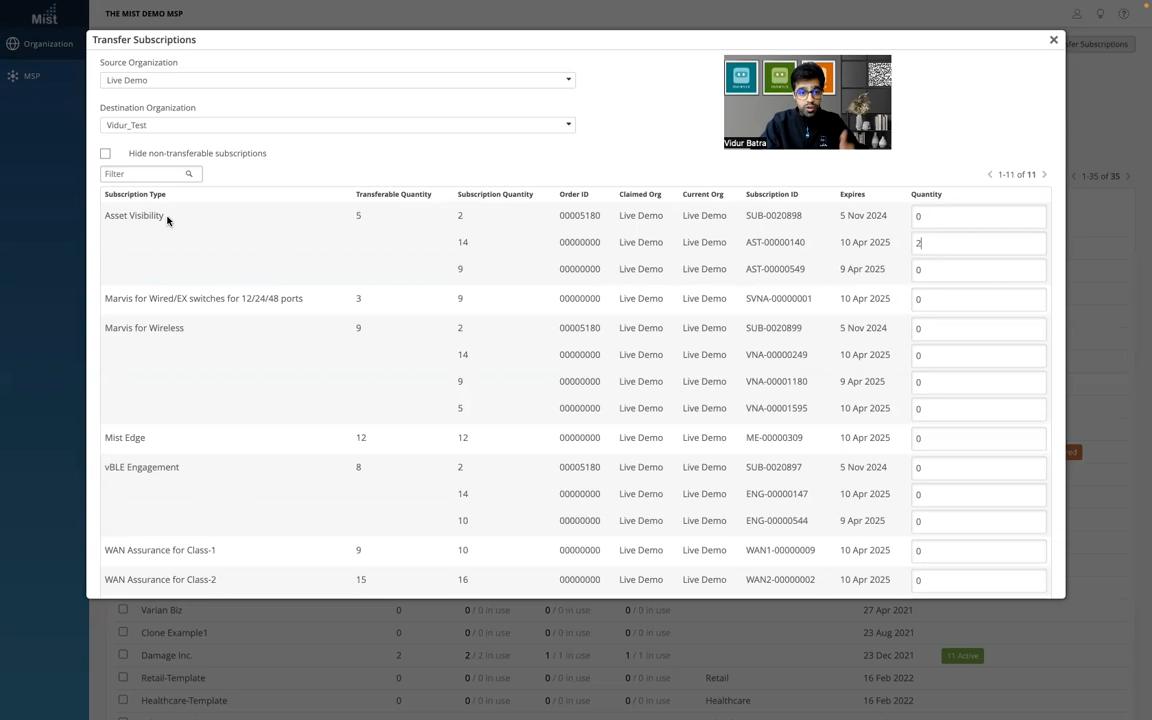 Mist
THE MIST DEMO MSP
Organization
MSP
Transfer Subscriptions
fer Subscriptions
Source Organization
Live Demo
Destination Organization
Vidur_Test
Vidur Batra
Hide non-transferable subscriptions
Filter
1-11 of 11
1-35 of 35
Subscription Type Transferable Quantity Subscription Quantity Order ID Claimed Org Current Org Subscription ID Expires Quantity
Asset Visibility 5 2 00005180 Live Demo Live Demo SUB-0020898 5 Nov 2024 0
14 00000000 Live Demo Live Demo AST-00000140 10 Apr 2025 2
9 00000000 Live Demo Live Demo AST-00000549 9 Apr 2025 0
Marvis for Wired/EX switches for 12/24/48 ports 3 9 00000000 Live Demo Live Demo SVNA-00000001 10 Apr 2025 0
Marvis for Wireless 9 2 00005180 Live Demo Live Demo SUB-0020899 5 Nov 2024 0
14 00000000 Live Demo Live Demo VNA-00000249 10 Apr 2025 0
9 00000000 Live Demo Live Demo VNA-00001180 9 Apr 2025 0
5 00000000 Live Demo Live Demo VNA-00001595 10 Apr 2025 0
Mist Edge 12 12 00000000 Live Demo Live Demo ME-00000309 10 Apr 2025 0
red
vBLE Engagement 8 2 00005180 Live Demo Live Demo SUB-0020897 5 Nov 2024 0
14 00000000 Live Demo Live Demo ENG-00000147 10 Apr 2025 0
10 00000000 Live Demo Live Demo ENG-00000544 9 Apr 2025 0
WAN Assurance for Class-1 9 10 00000000 Live Demo Live Demo WAN1-00000009 10 Apr 2025 0
WAN Assurance for Class-2 15 16 00000000 Live Demo Live Demo WAN2-00000002 10 Apr 2025 0
Varian Biz 0 0 / 0 in use 0 / 0 in use 0 / 0 in use 27 Apr 2021
Clone Example1 0 0 / 0 in use 0 / 0 in use 0 / 0 in use 23 Aug 2021
Damage Inc. 2 2 / 2 in use 1 / 1 in use 1 / 1 in use 23 Dec 2021 11 Active
Retail-Template 0 0 / 0 in use 0 / 0 in use 0 / 0 in use Retail 16 Feb 2022
Healthcare-Template 0 0 / 0 in use 0 / 0 in use 0 / 0 in use Healthcare 16 Feb 2022